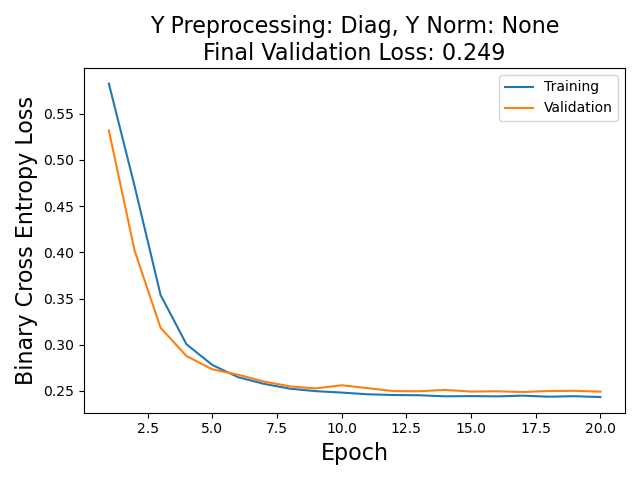 Y Preprocessing: Diag, Y Norm: None
Final Validation Loss: 0.249
Training
Validation
Binary Cross Entropy Loss
0.55
0.50
0.45
0.40
0.35
0.30
0.25
2.5
5.0
7.5
10.0
12.5
15.0
17.5
20.0
Epoch